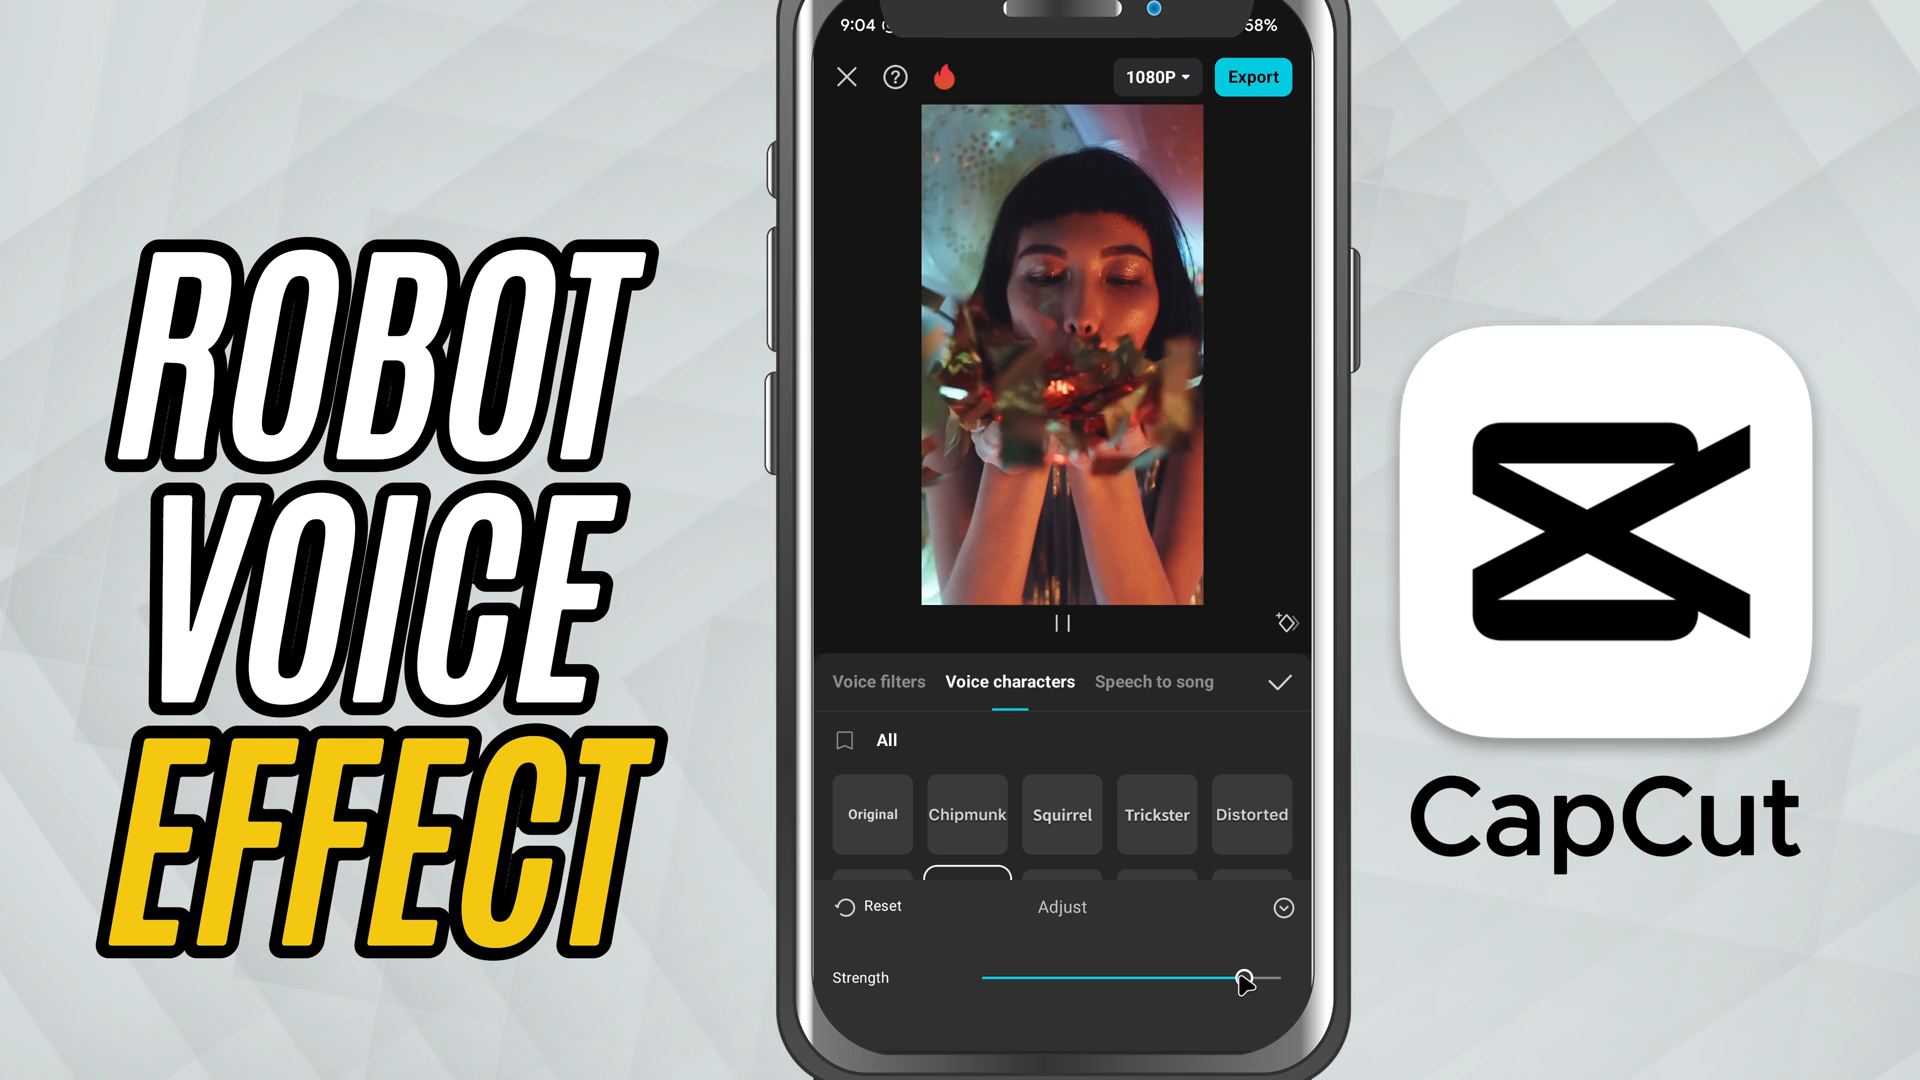 ROBOT
VOICE
EFFECT
9:04
58%
1080P
Export
Voice filters
Voice characters
Speech to song
All
Original
Chipmunk
Squirrel
Trickster
Distorted
Reset
Adjust
Strength
CapCut